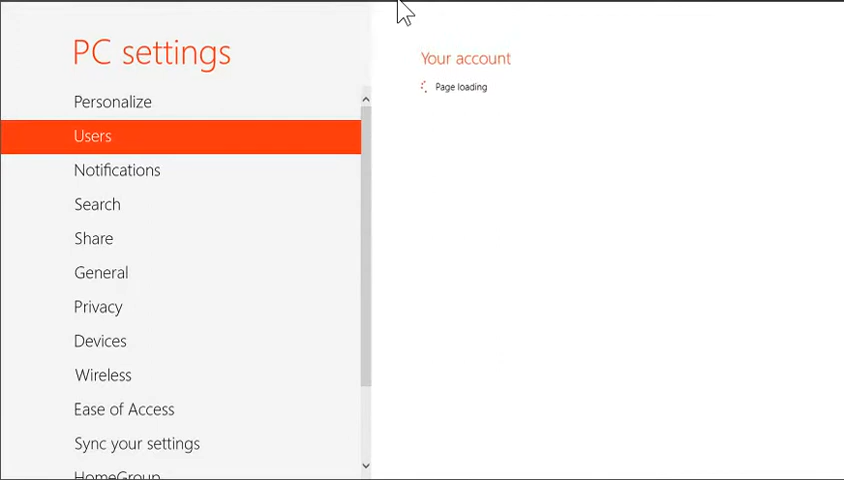 PC settings
Personalize
Users
Notifications
Search
Share
General
Privacy
Devices
Wireless
Ease of Access
Sync your settings
HomeGroup
Your account
Page loading